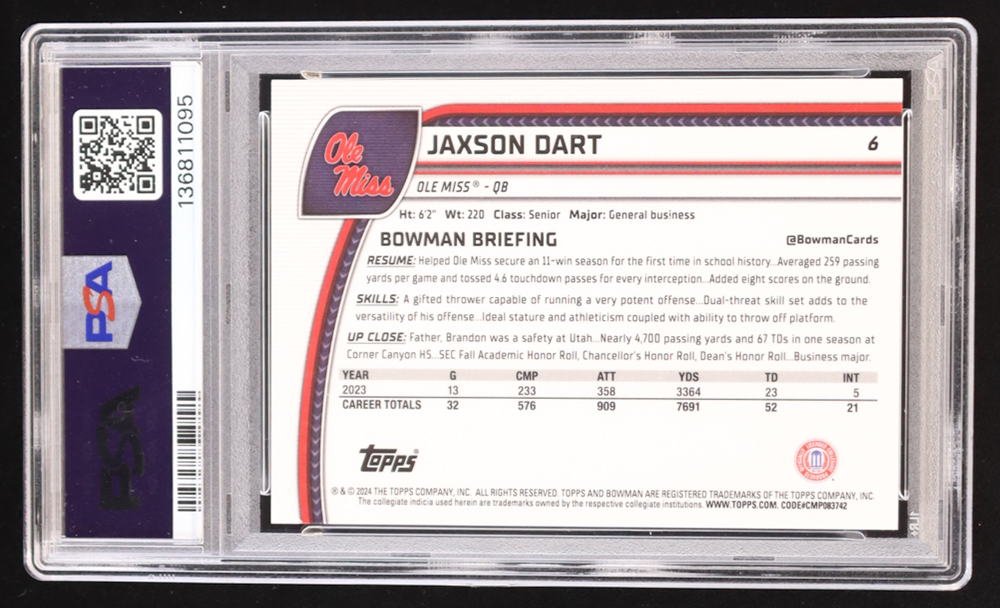 136811095
PSA
PSA
Ole
Miss
JAXSON DART
6
OLE MISS® - QB
Ht: 6'2" Wt: 220 Class: Senior Major: General business
BOWMAN BRIEFING
@BowmanCards
RESUME: Helped Ole Miss secure an 11-win season for the first time in school history...Averaged 259 passing
yards per game and tossed 4.6 touchdown passes for every interception...Added eight scores on the ground.
SKILLS: A gifted thrower capable of running a very potent offense...Dual-threat skill set adds to the
versatility of his offense...Ideal stature and athleticism coupled with ability to throw off platform.
UP CLOSE: Father, Brandon was a safety at Utah...Nearly 4,700 passing yards and 67 TDs in one season at
Corner Canyon HS...SEC Fall Academic Honor Roll, Chancellor's Honor Roll, Dean's Honor Roll...Business major.
YEAR G CMP ATT YDS TD INT
2023 13 233 358 3364 23 5
CAREER TOTALS 32 576 909 7691 52 21
topps®
® & © 2024 THE TOPPS COMPANY, INC. ALL RIGHTS RESERVED. TOPPS AND BOWMAN ARE REGISTERED TRADEMARKS OF THE TOPPS COMPANY, INC.
The collegiate indicia used herein are trademarks owned by the respective collegiate institutions. WWW.TOPPS.COM. CODE#CMP083742